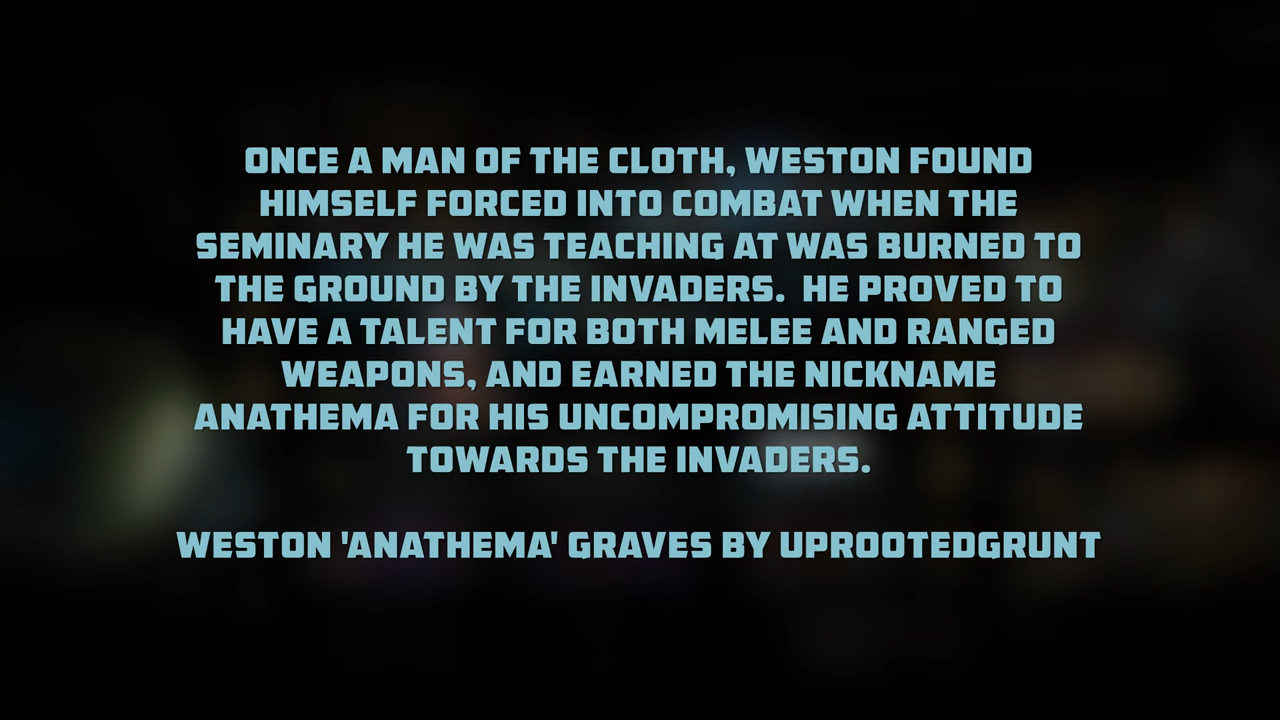 ONCE A MAN OF THE CLOTH, WESTON FOUND
HIMSELF FORCED INTO COMBAT WHEN THE
SEMINARY HE WAS TEACHING AT WAS BURNED TO
THE GROUND BY THE INVADERS.  HE PROVED TO
HAVE A TALENT FOR BOTH MELEE AND RANGED
WEAPONS, AND EARNED THE NICKNAME
ANATHEMA FOR HIS UNCOMPROMISING ATTITUDE
TOWARDS THE INVADERS.
WESTON 'ANATHEMA' GRAVES BY UPROOTEDGRUNT